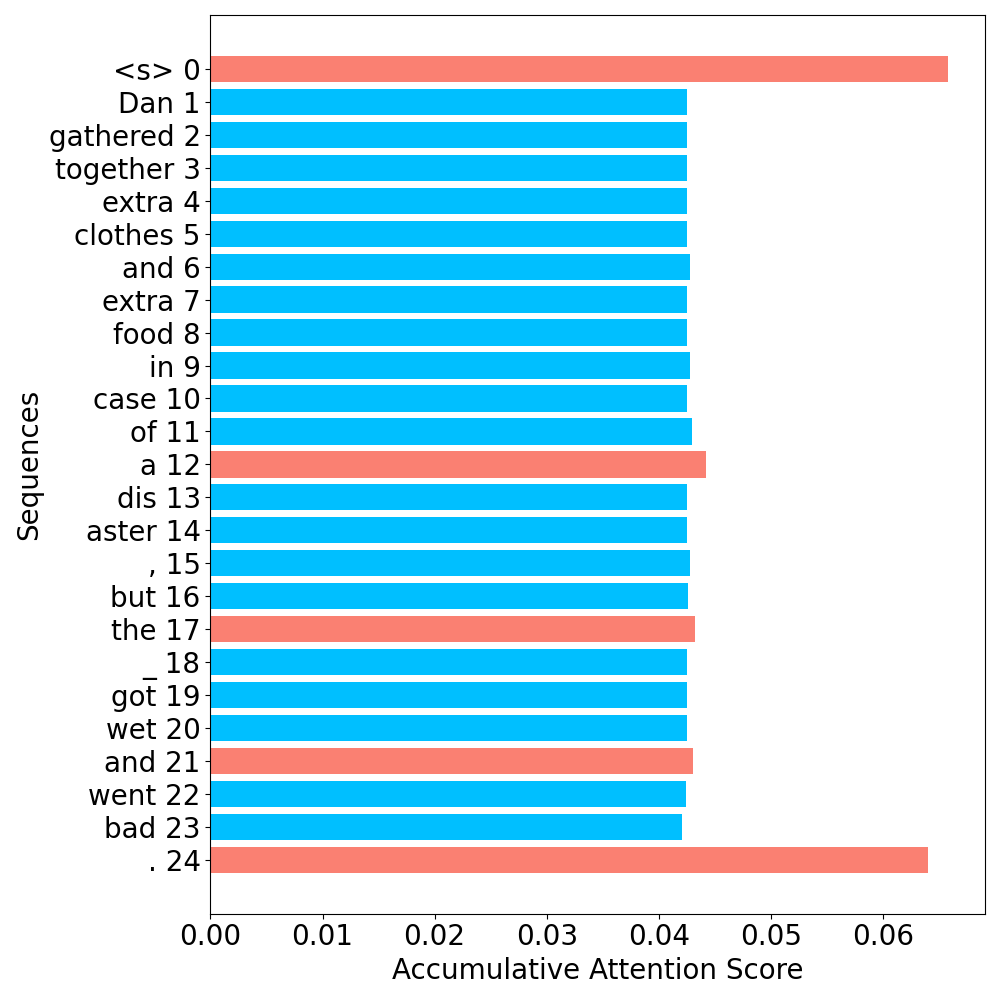 <s> 0
Dan 1
gathered 2
together 3
extra 4
clothes 5
and 6
extra 7
food 8
in 9
case 10
of 11
a 12
dis 13
aster 14
, 15
but 16
the 17
_ 18
got 19
wet 20
and 21
went 22
bad 23
. 24
Sequences
0.00 0.01 0.02 0.03 0.04 0.05 0.06
Accumulative Attention Score